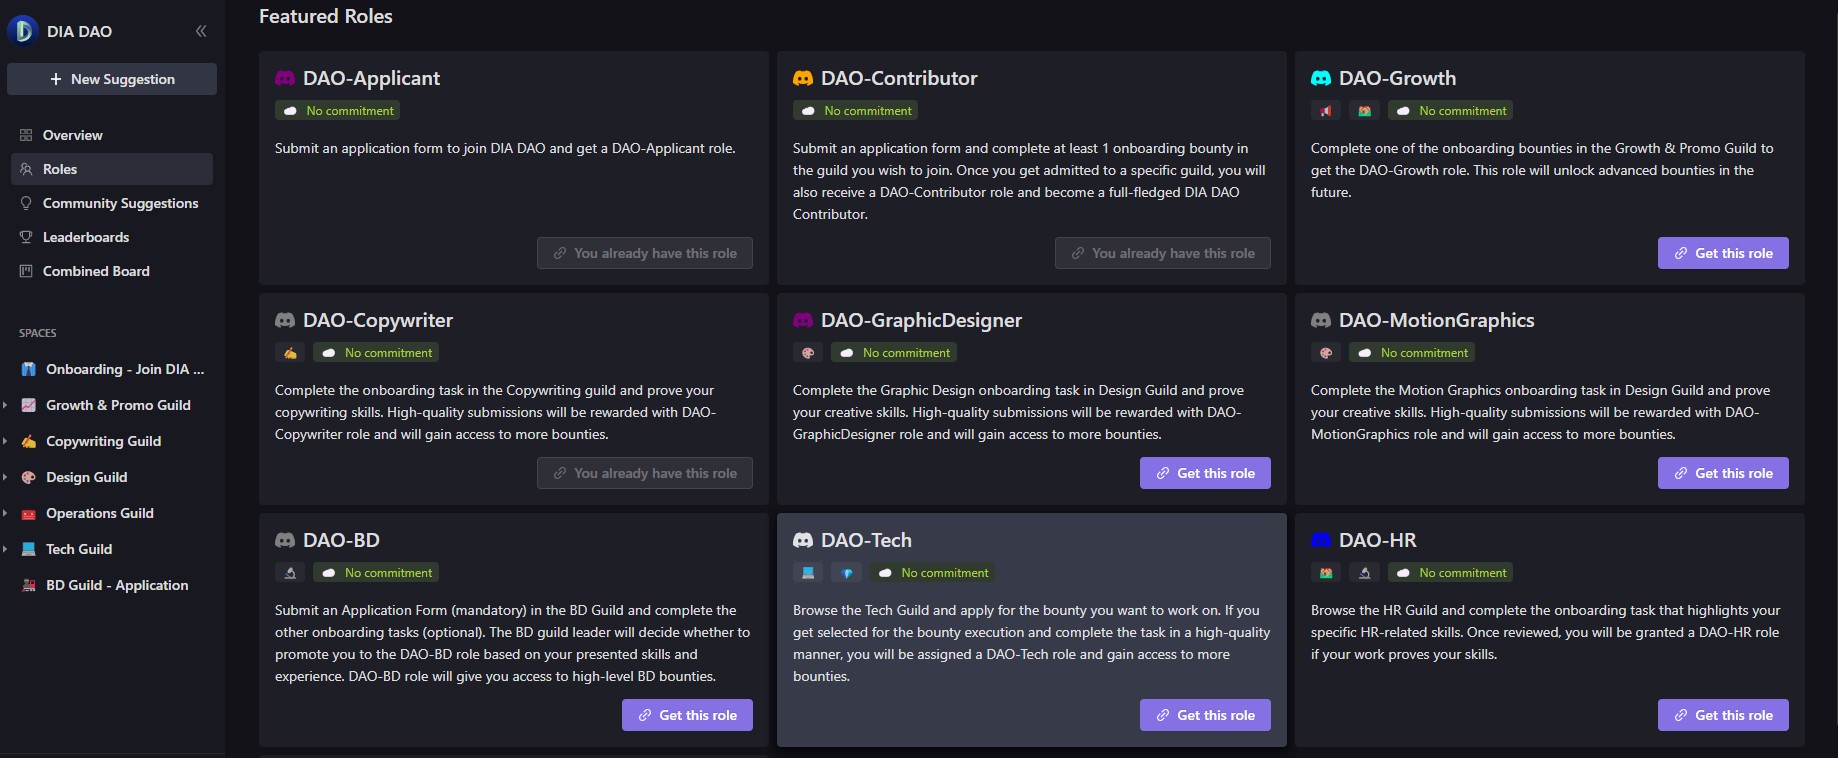 DIA DAO
New Suggestion
Overview
Roles
Community Suggestions
Leaderboards
Combined Board
SPACES
Onboarding - Join DIA ...
Growth & Promo Guild
Copywriting Guild
Design Guild
Operations Guild
Tech Guild
BD Guild - Application
Featured Roles
DAO-Applicant
No commitment
Submit an application form to join DIA DAO and get a DAO-Applicant role.
You already have this role
DAO-Contributor
No commitment
Submit an application form and complete at least 1 onboarding bounty in
the guild you wish to join. Once you get admitted to a specific guild, you will
also receive a DAO-Contributor role and become a full-fledged DIA DAO
Contributor.
You already have this role
DAO-Growth
No commitment
Complete one of the onboarding bounties in the Growth & Promo Guild to
get the DAO-Growth role. This role will unlock advanced bounties in the
future.
Get this role
DAO-Copywriter
No commitment
Complete the onboarding task in the Copywriting guild and prove your
copywriting skills. High-quality submissions will be rewarded with DAO-
Copywriter role and will gain access to more bounties.
You already have this role
DAO-GraphicDesigner
No commitment
Complete the Graphic Design onboarding task in Design Guild and prove
your creative skills. High-quality submissions will be rewarded with DAO-
GraphicDesigner role and will gain access to more bounties.
Get this role
DAO-MotionGraphics
No commitment
Complete the Motion Graphics onboarding task in Design Guild and prove
your creative skills. High-quality submissions will be rewarded with DAO-
MotionGraphics role and will gain access to more bounties.
Get this role
DAO-BD
No commitment
Submit an Application Form (mandatory) in the BD Guild and complete the
other onboarding tasks (optional). The BD guild leader will decide whether to
promote you to the DAO-BD role based on your presented skills and
experience. DAO-BD role will give you access to high-level BD bounties.
Get this role
DAO-Tech
No commitment
Browse the Tech Guild and apply for the bounty you want to work on. If you
get selected for the bounty execution and complete the task in a high-quality
manner, you will be assigned a DAO-Tech role and gain access to more
bounties.
Get this role
DAO-HR
No commitment
Browse the HR Guild and complete the onboarding task that highlights your
specific HR-related skills. Once reviewed, you will be granted a DAO-HR role
if your work proves your skills.
Get this role